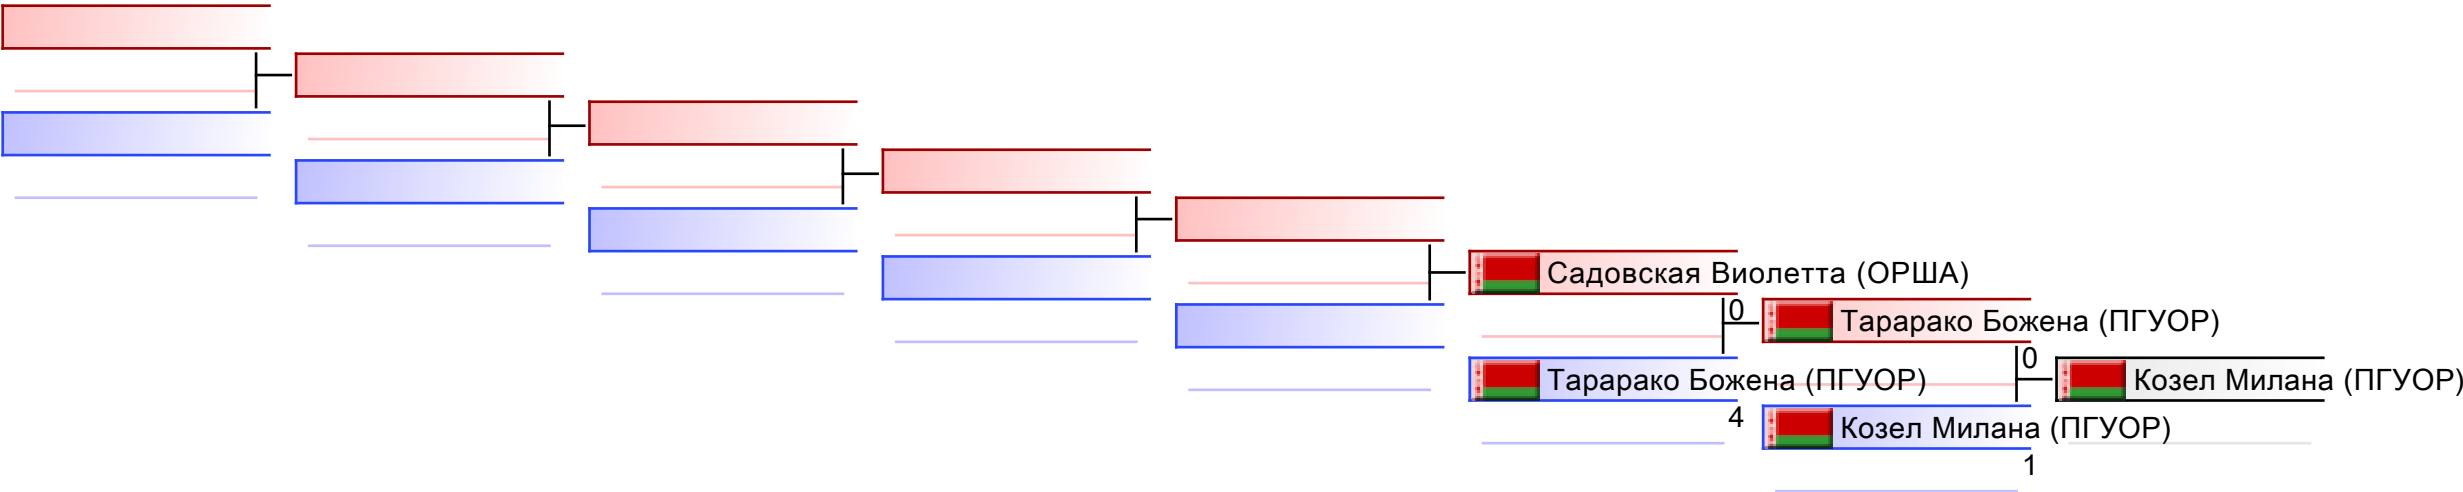 Садовская Виолетта (ОРША)
0
Тарарако Божена (ПГУОР)
0
Тарарако Божена (ПГУОР)
Козел Милана (ПГУОР)
4
Козел Милана (ПГУОР)
1